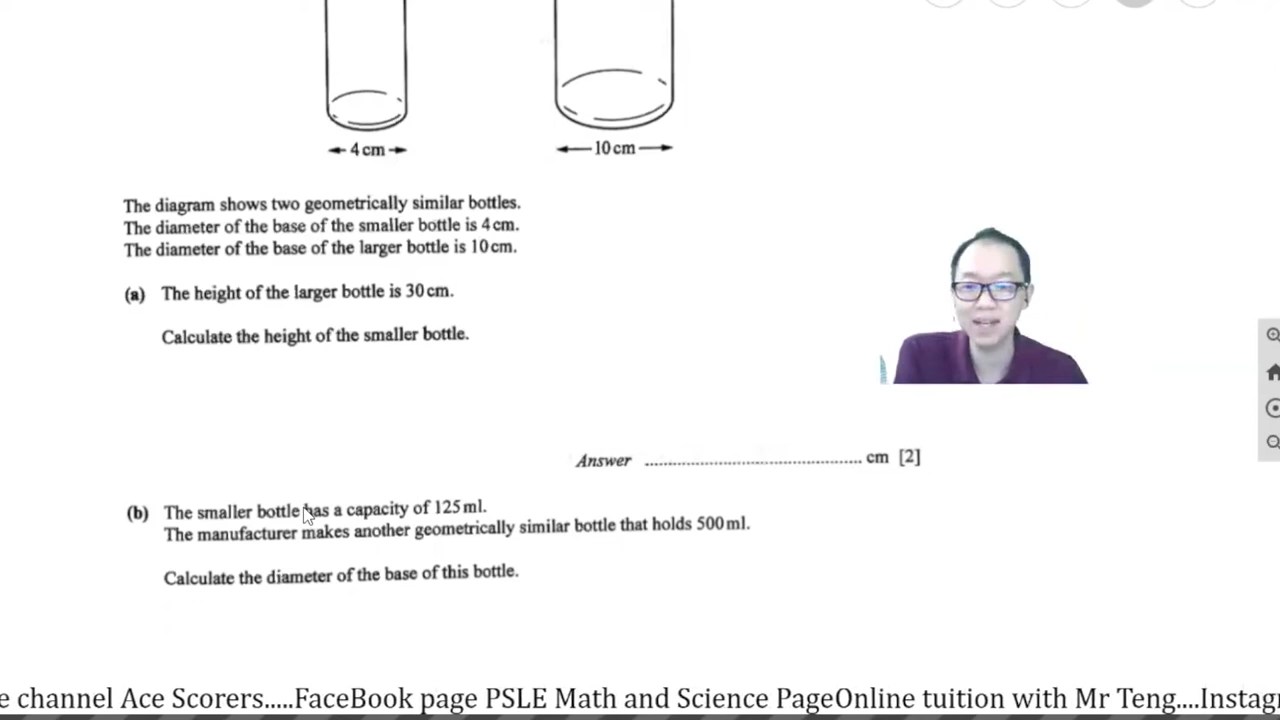 4 cm
10 cm
The diagram shows two geometrically similar bottles.
The diameter of the base of the smaller bottle is 4 cm.
The diameter of the base of the larger bottle is 10 cm.
(a) The height of the larger bottle is 30 cm.
Calculate the height of the smaller bottle.
Answer .................................................. cm [2]
(b) The smaller bottle has a capacity of 125 ml.
The manufacturer makes another geometrically similar bottle that holds 500 ml.
Calculate the diameter of the base of this bottle.
e channel Ace Scorers.....FaceBook page PSLE Math and Science PageOnline tuition with Mr Teng....Instag